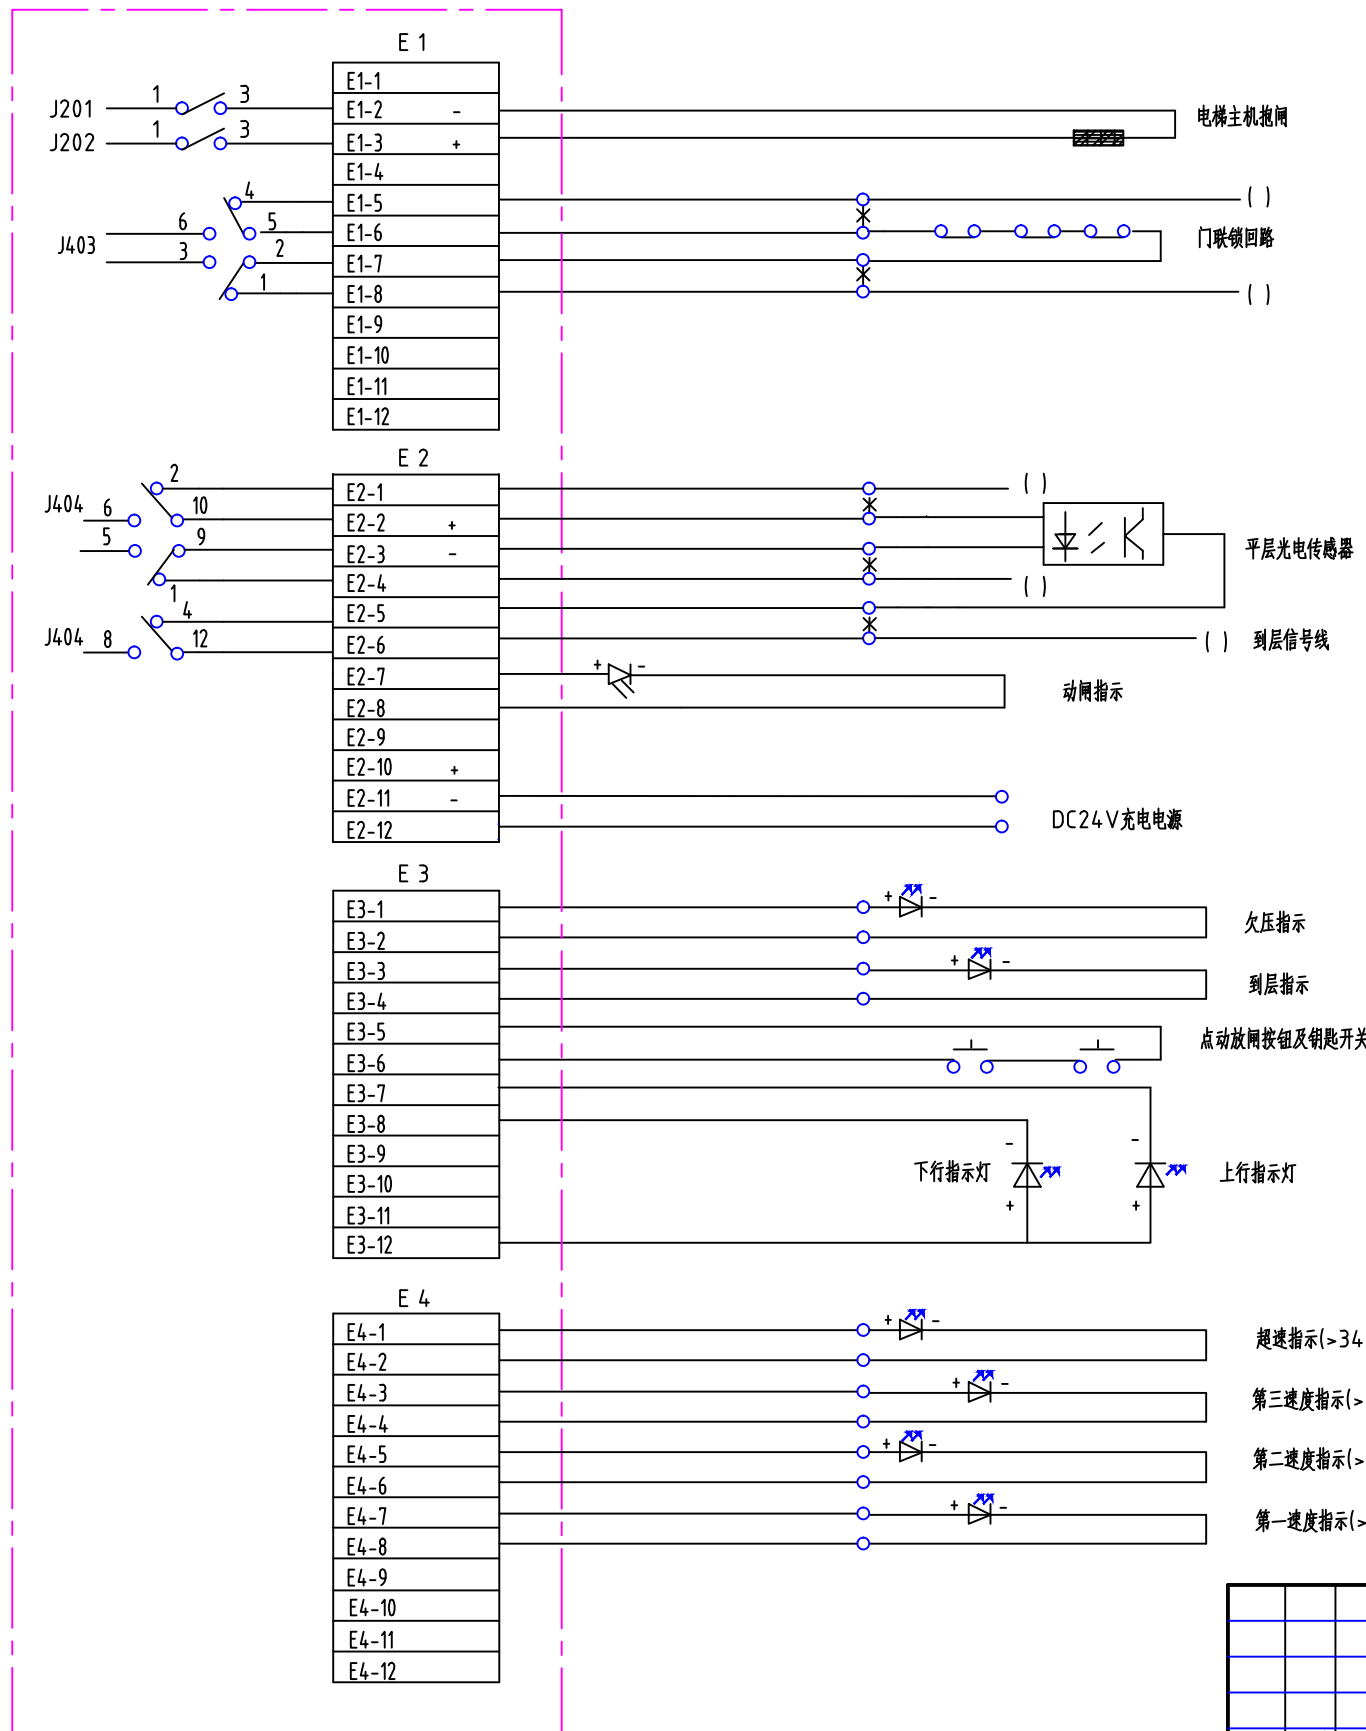 E 1
E1-1
J201 1 3 E1-2 -
电梯主机抱闸
J202 1 3 E1-3 +
E1-4
4 E1-5 ( )
6 5 E1-6
J403
门联锁回路
3 2 E1-7
1 E1-8 ( )
E1-9
E1-10
E1-11
E1-12
E 2
2 E2-1 ( )
J404 6 10 E2-2 +
5 9 E2-3 -
平层光电传感器
1 E2-4 ( )
4 E2-5
J404 8 12 E2-6 ( ) 到层信号线
E2-7 + -
动闸指示
E2-8
E2-9
E2-10 +
E2-11 -
DC24V充电电源
E2-12
E 3
E3-1 + -
欠压指示
E3-2
E3-3 + -
到层指示
E3-4
E3-5
点动放闸按钮及钥匙开关
E3-6
E3-7
E3-8
- -
E3-9
下行指示灯 上行指示灯
E3-10
+ +
E3-11
E3-12
E 4
E4-1 + -
超速指示(>34
E4-2
E4-3 + -
第三速度指示(>
E4-4
E4-5 + -
第二速度指示(>
E4-6
E4-7 + -
第一速度指示(>
E4-8
E4-9
E4-10
E4-11
E4-12